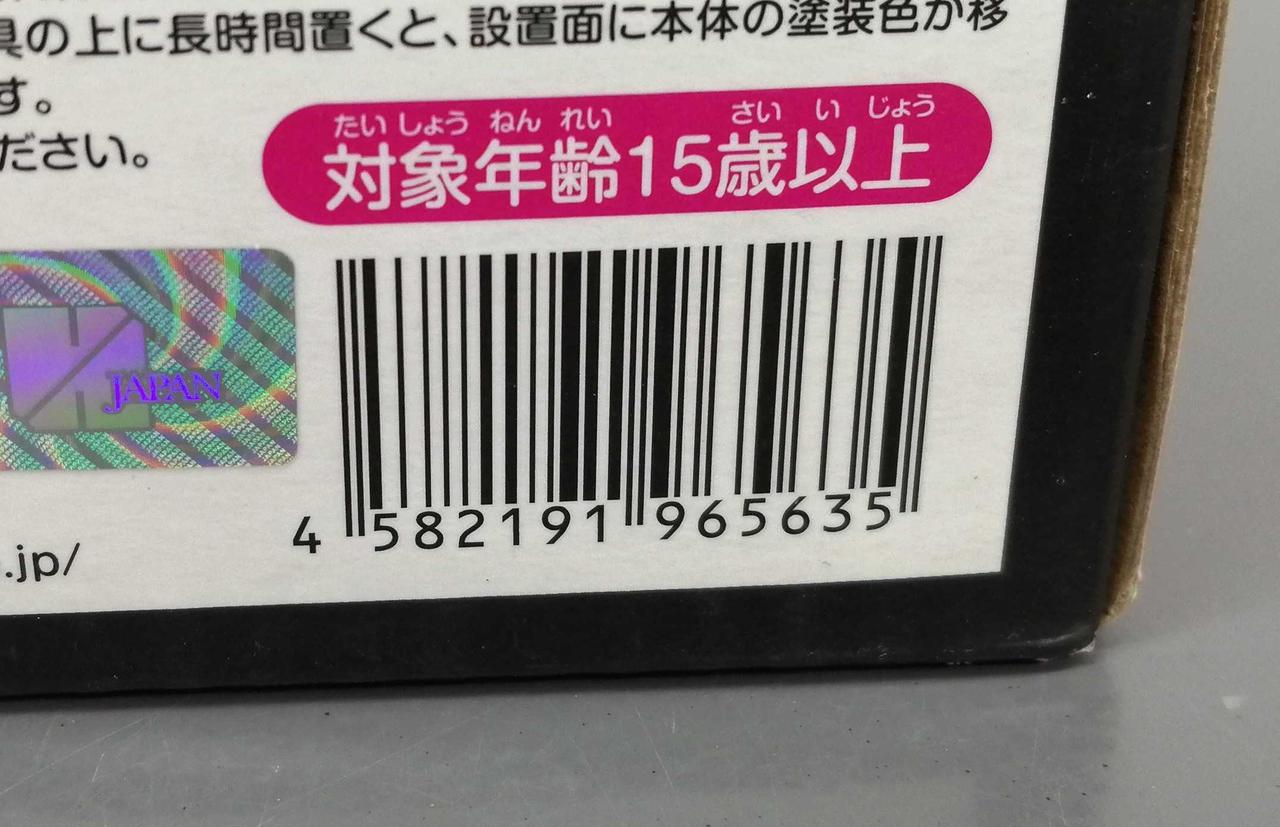 具の上に長時間置くと、設置面に本体の塗装色が移
す。
ださい。
たいしょう ねん れい さい い じょう
対象年齢15歳以上
JAPAN
4 582191 965635
.jp/